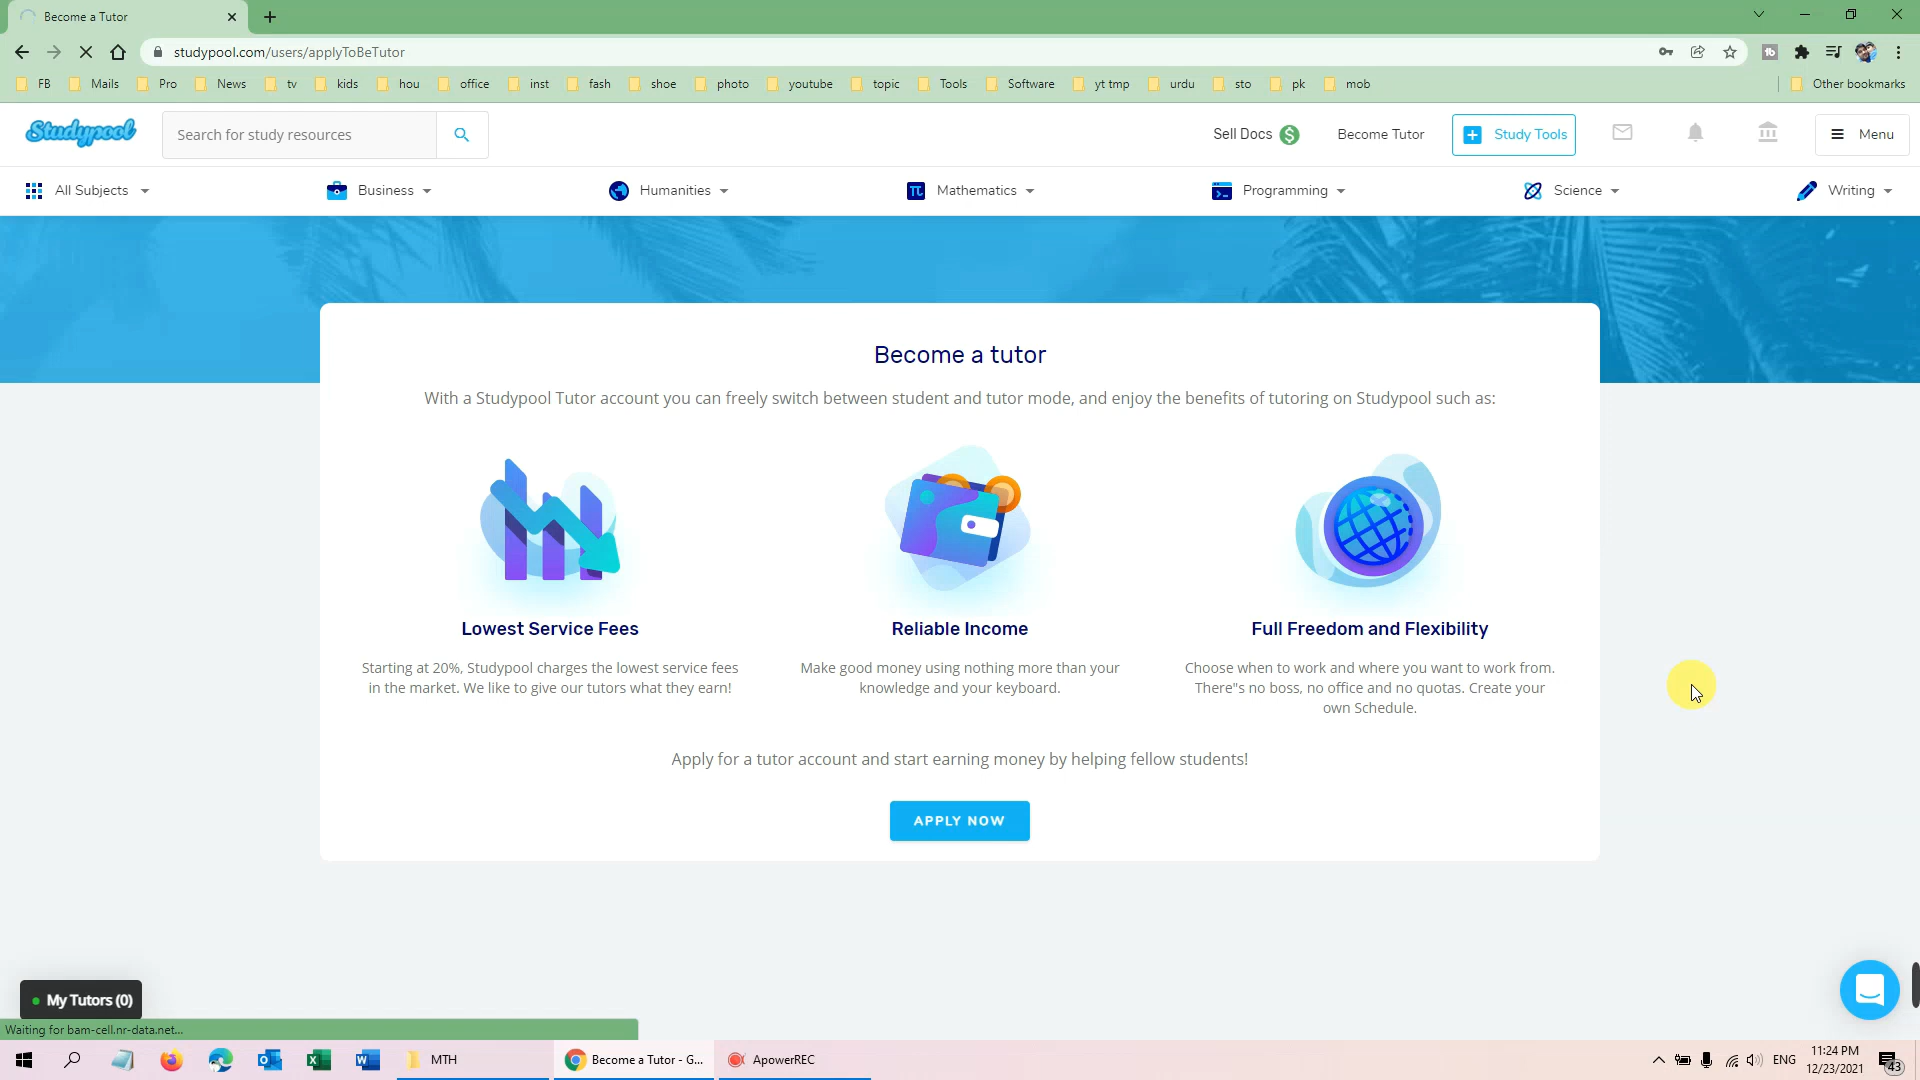 Become a Tutor
studypool.com/users/applyToBeTutor
FB Mails Pro News tv kids hou office inst fash shoe photo youtube topic Tools Software yt tmp urdu sto pk mob Other bookmarks
Studypool
Search for study resources
Sell Docs $
Become Tutor
Study Tools
Menu
All Subjects Business Humanities Mathematics Programming Science Writing
Become a tutor
With a Studypool Tutor account you can freely switch between student and tutor mode, and enjoy the benefits of tutoring on Studypool such as:
Lowest Service Fees
Starting at 20%, Studypool charges the lowest service fees
in the market. We like to give our tutors what they earn!
Reliable Income
Make good money using nothing more than your
knowledge and your keyboard.
Full Freedom and Flexibility
Choose when to work and where you want to work from.
There"s no boss, no office and no quotas. Create your
own Schedule.
Apply for a tutor account and start earning money by helping fellow students!
APPLY NOW
My Tutors (0)
Waiting for bam-cell.nr-data.net...
MTH
Become a Tutor - G...
ApowerREC
ENG
11:24 PM
12/23/2021
43